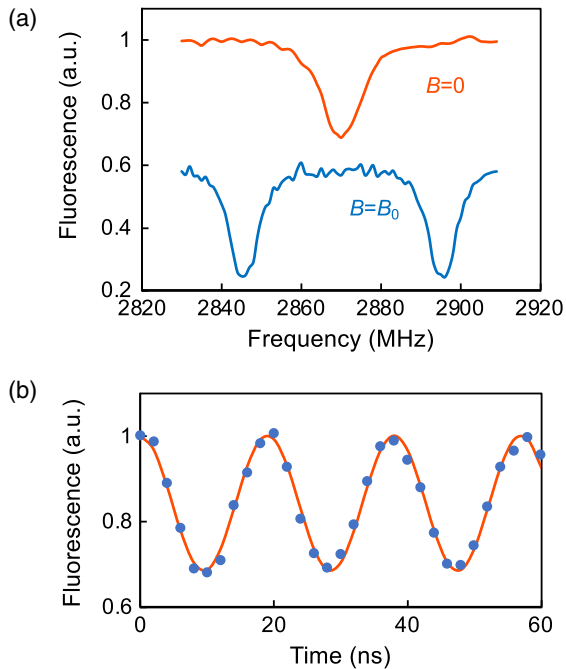 (a)
Fluorescence (a.u.)
1
0.8
0.6
0.4
0.2
B=0
B=B₀
2820 2840 2860 2880 2900 2920
Frequency (MHz)
(b)
Fluorescence (a.u.)
1
0.8
0.6
0 20 40 60
Time (ns)